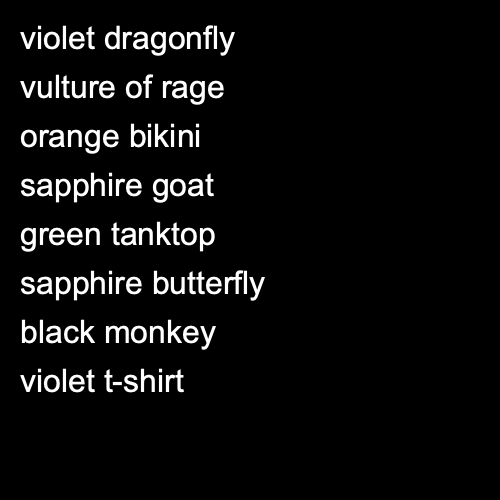 violet dragonfly
vulture of rage
orange bikini
sapphire goat
green tanktop
sapphire butterfly
black monkey
violet t-shirt